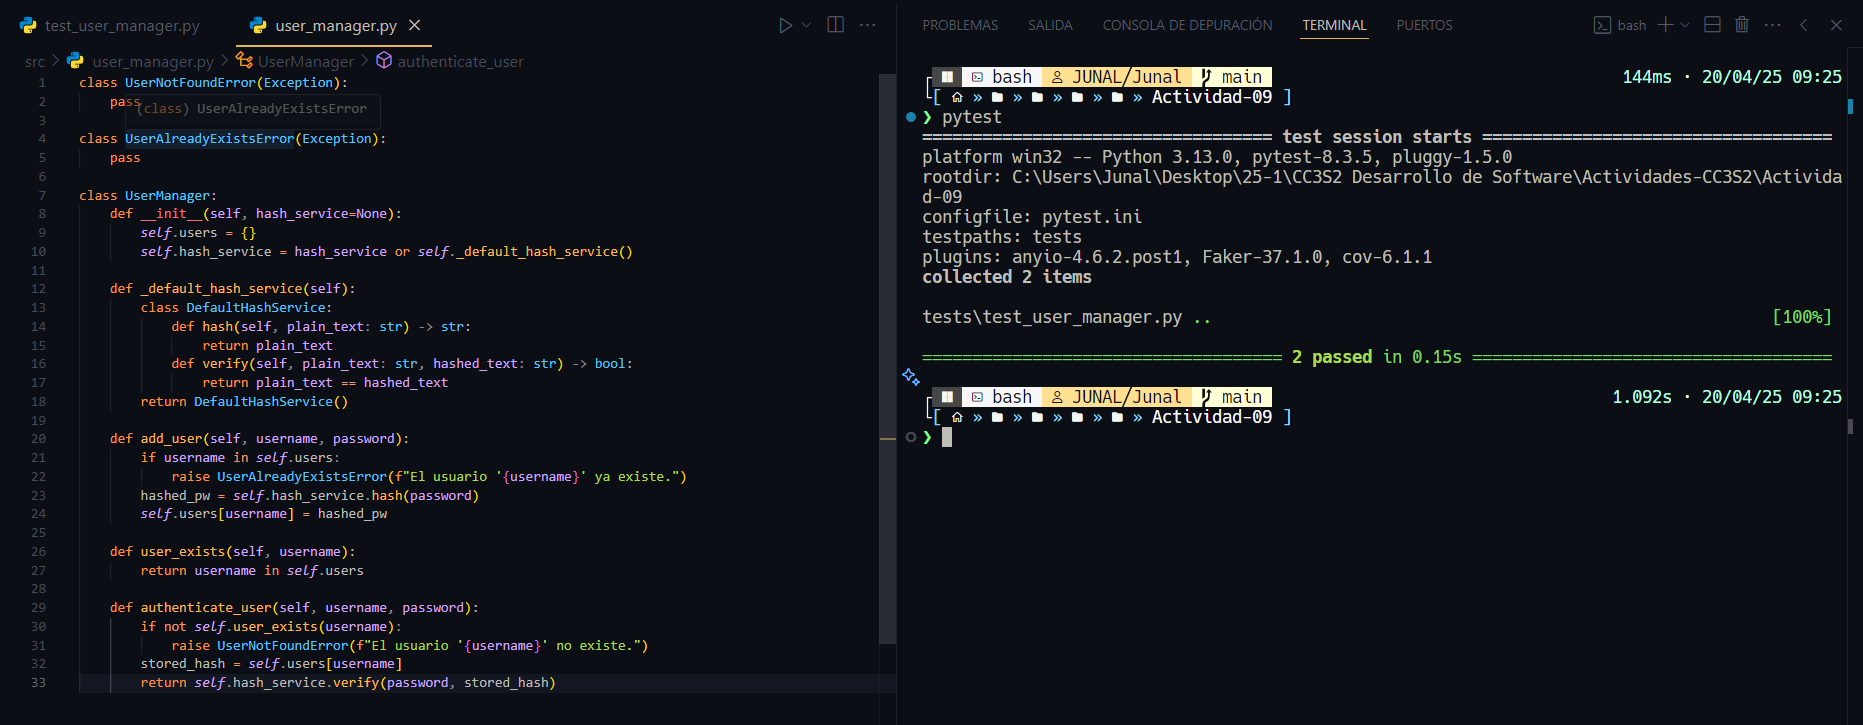 test_user_manager.py
user_manager.py
src > user_manager.py > UserManager > authenticate_user
1 class UserNotFoundError(Exception):
2 pass
(class) UserAlreadyExistsError
3
4 class UserAlreadyExistsError(Exception):
5 pass
6
7 class UserManager:
8 def __init__(self, hash_service=None):
9 self.users = {}
10 self.hash_service = hash_service or self._default_hash_service()
11
12 def _default_hash_service(self):
13 class DefaultHashService:
14 def hash(self, plain_text: str) -> str:
15 return plain_text
16 def verify(self, plain_text: str, hashed_text: str) -> bool:
17 return plain_text == hashed_text
18 return DefaultHashService()
19
20 def add_user(self, username, password):
21 if username in self.users:
22 raise UserAlreadyExistsError(f"El usuario '{username}' ya existe.")
23 hashed_pw = self.hash_service.hash(password)
24 self.users[username] = hashed_pw
25
26 def user_exists(self, username):
27 return username in self.users
28
29 def authenticate_user(self, username, password):
30 if not self.user_exists(username):
31 raise UserNotFoundError(f"El usuario '{username}' no existe.")
32 stored_hash = self.users[username]
33 return self.hash_service.verify(password, stored_hash)
PROBLEMAS SALIDA CONSOLA DE DEPURACIÓN TERMINAL PUERTOS bash
bash JUNAL/Junal main 144ms · 20/04/25 09:25
[ » » » » » Actividad-09 ]
❯ pytest
=================================== test session starts ===================================
platform win32 -- Python 3.13.0, pytest-8.3.5, pluggy-1.5.0
rootdir: C:\Users\Junal\Desktop\25-1\CC3S2 Desarrollo de Software\Actividades-CC3S2\Activida
d-09
configfile: pytest.ini
testpaths: tests
plugins: anyio-4.6.2.post1, Faker-37.1.0, cov-6.1.1
collected 2 items
tests\test_user_manager.py .. [100%]
==================================== 2 passed in 0.15s ====================================
bash JUNAL/Junal main 1.092s · 20/04/25 09:25
[ » » » » » Actividad-09 ]
❯